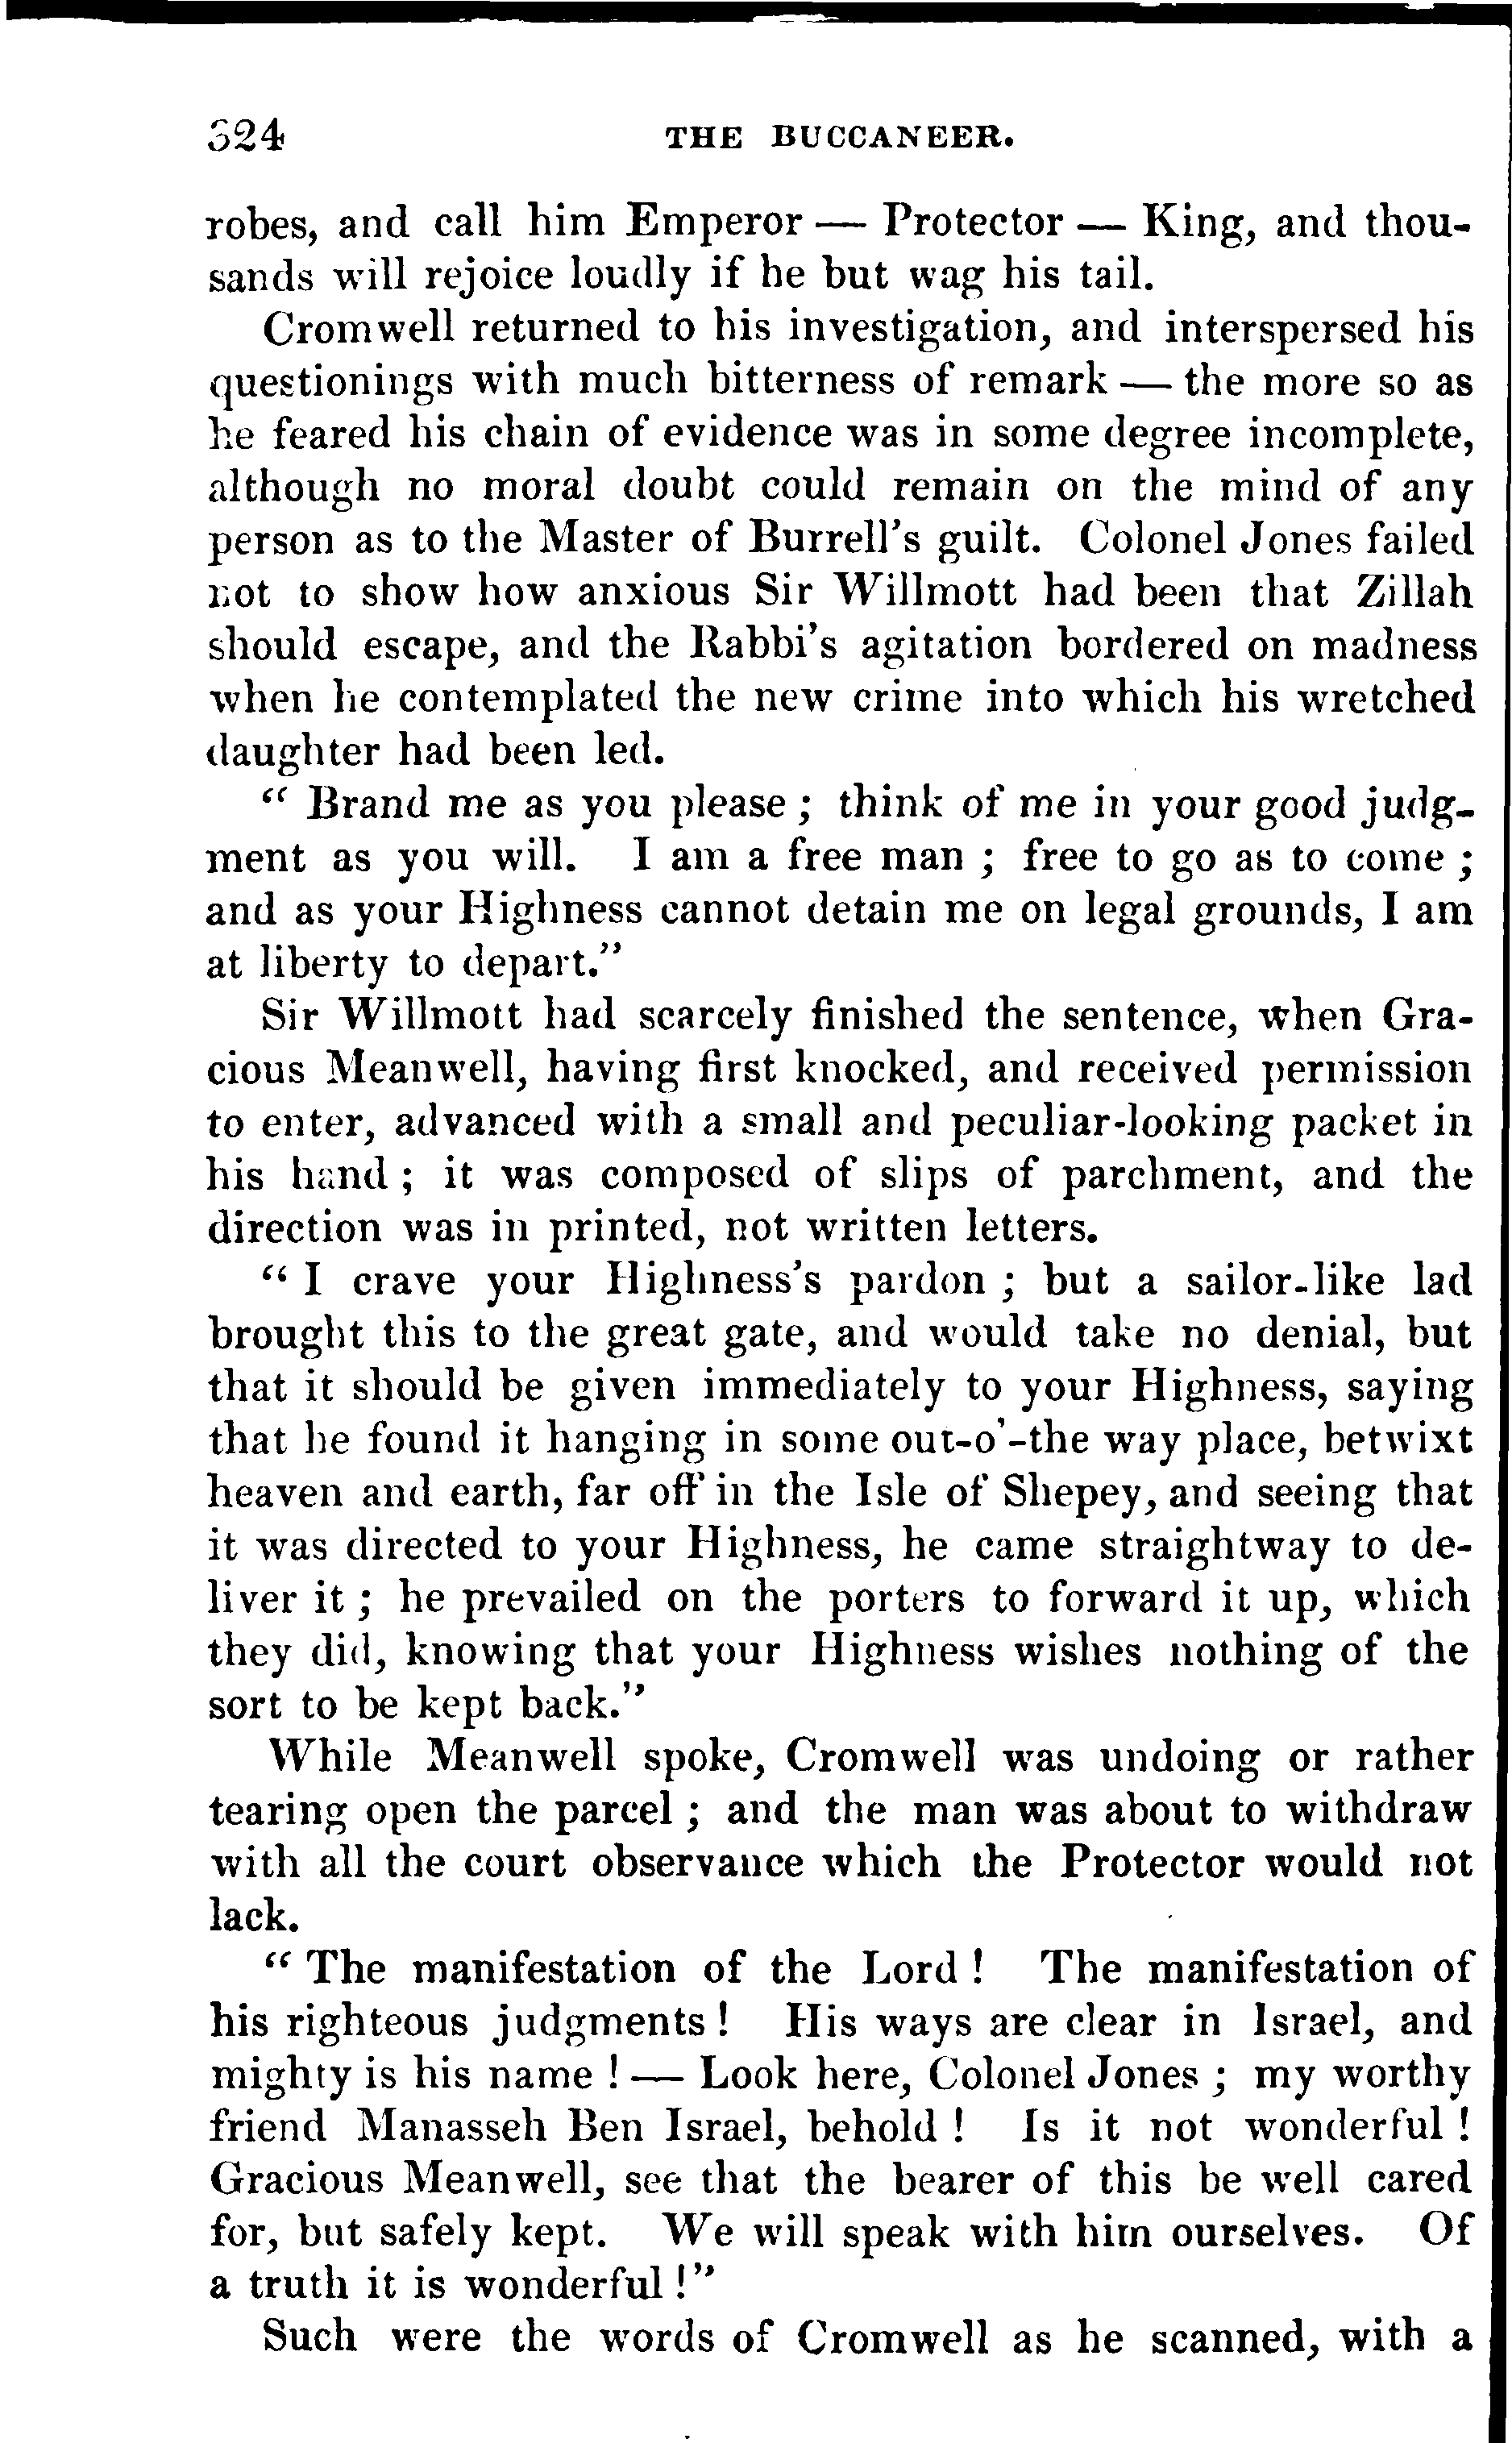 324 THE BUCCANEER.
robes, and call him Emperor — Protector — King, and thou-
sands will rejoice loudly if he but wag his tail.
Cromwell returned to his investigation, and interspersed his
questionings with much bitterness of remark — the more so as
he feared his chain of evidence was in some degree incomplete,
although no moral doubt could remain on the mind of any
person as to the Master of Burrell's guilt. Colonel Jones failed
not to show how anxious Sir Willmott had been that Zillah
should escape, and the Rabbi's agitation bordered on madness
when he contemplated the new crime into which his wretched
daughter had been led.
" Brand me as you please ; think of me in your good judg-
ment as you will. I am a free man ; free to go as to come ;
and as your Highness cannot detain me on legal grounds, I am
at liberty to depart."
Sir Willmott had scarcely finished the sentence, when Gra-
cious Meanwell, having first knocked, and received permission
to enter, advanced with a small and peculiar-looking packet in
his hand ; it was composed of slips of parchment, and the
direction was in printed, not written letters.
" I crave your Highness's pardon ; but a sailor-like lad
brought this to the great gate, and would take no denial, but
that it should be given immediately to your Highness, saying
that he found it hanging in some out-o'-the way place, betwixt
heaven and earth, far off in the Isle of Shepey, and seeing that
it was directed to your Highness, he came straightway to de-
liver it ; he prevailed on the porters to forward it up, which
they did, knowing that your Highness wishes nothing of the
sort to be kept back."
While Meanwell spoke, Cromwell was undoing or rather
tearing open the parcel ; and the man was about to withdraw
with all the court observance which the Protector would not
lack.
" The manifestation of the Lord ! The manifestation of
his righteous judgments ! His ways are clear in Israel, and
mighty is his name ! — Look here, Colonel Jones ; my worthy
friend Manasseh Ben Israel, behold ! Is it not wonderful !
Gracious Meanwell, see that the bearer of this be well cared
for, but safely kept. We will speak with him ourselves. Of
a truth it is wonderful !"
Such were the words of Cromwell as he scanned, with a